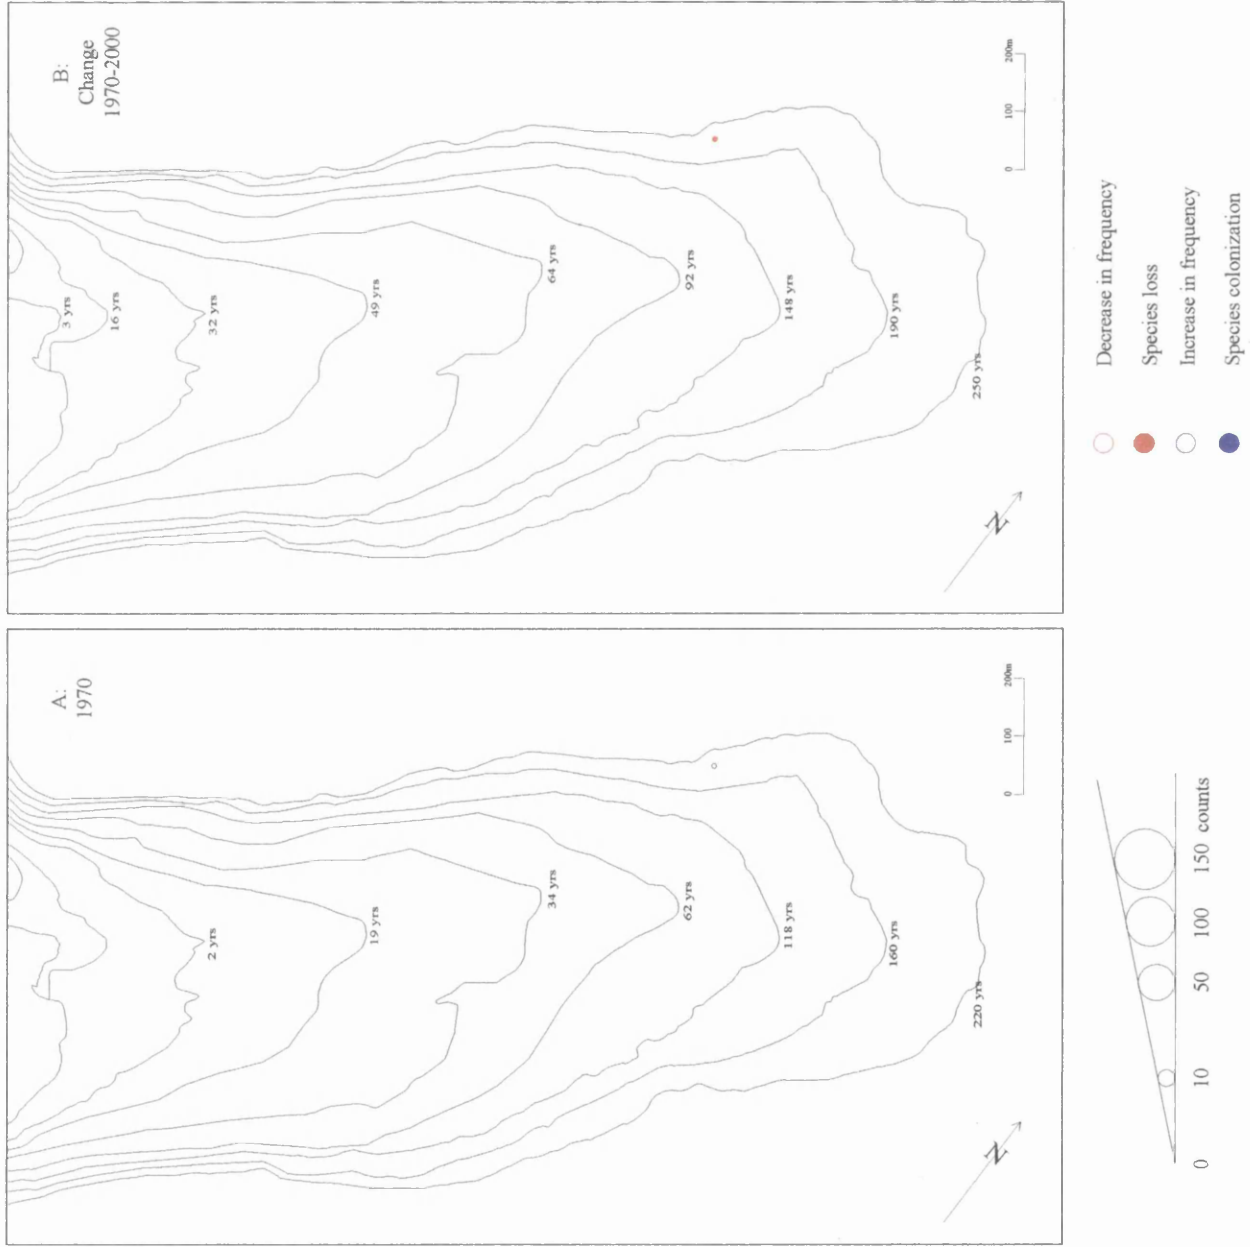 A:
1970
2 yrs
19 yrs
34 yrs
62 yrs
118 yrs
160 yrs
220 yrs
N
0 100 200m
B:
Change
1970-2000
3 yrs
16 yrs
32 yrs
49 yrs
64 yrs
92 yrs
148 yrs
190 yrs
250 yrs
N
0 100 200m
0 10 50 100 150 counts
Decrease in frequency
Species loss
Increase in frequency
Species colonization